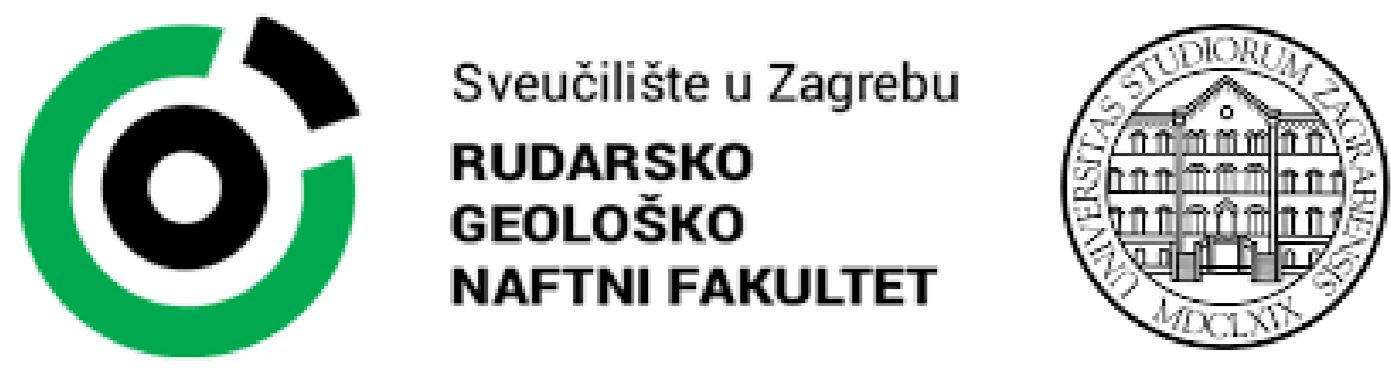 Sveučilište u Zagrebu
RUDARSKO
GEOLOŠKO
NAFTNI FAKULTET
UNIVERSITAS STUDIORUM ZAGRABIENSIS
MDCLXIX